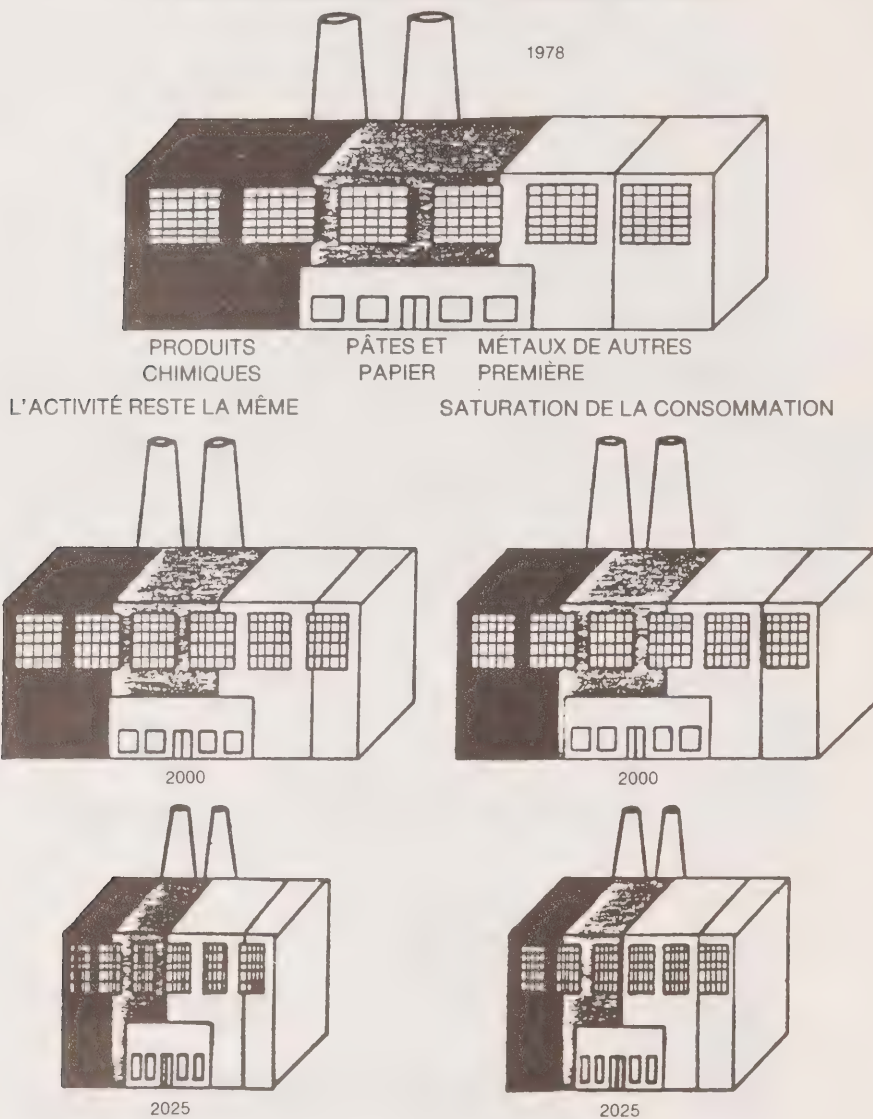 1978
PRODUITS CHIMIQUES
PÂTES ET PAPIER
MÉTAUX DE PREMIÈRE
AUTRES
L'ACTIVITÉ RESTE LA MÊME
SATURATION DE LA CONSOMMATION
2000
2000
2025
2025